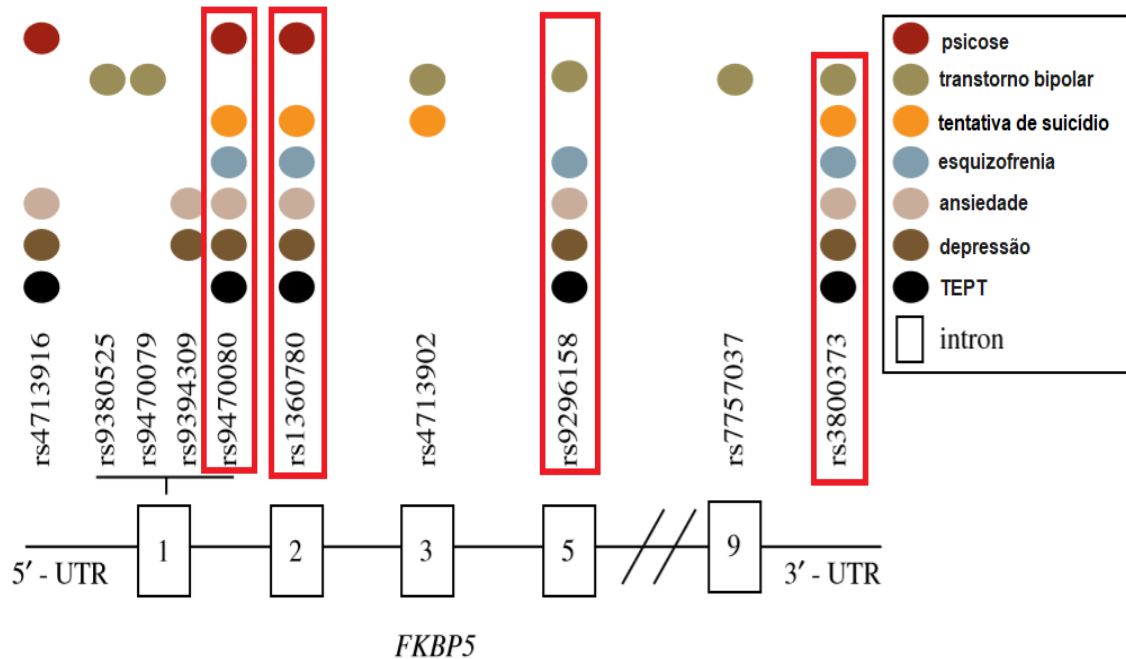 psicose
transtorno bipolar
tentativa de suicídio
esquizofrenia
ansiedade
depressão
TEPT
intron
rs4713916
rs9380525
rs9470079
rs9394309
rs9470080
rs1360780
rs4713902
rs9296158
rs7757037
rs3800373
1
2
3
5
9
5′ - UTR
3′ - UTR
FKBP5